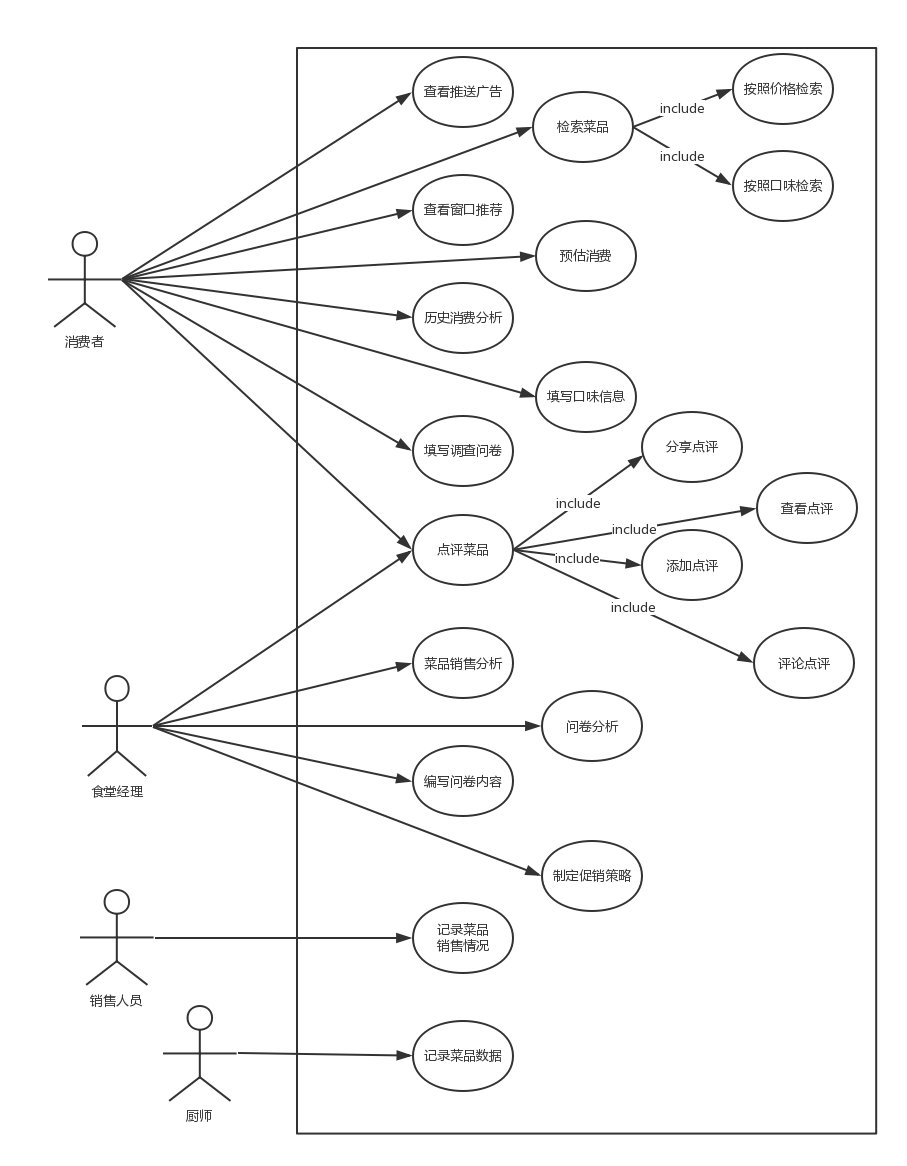 查看推送广告
检索菜品
include
include
按照价格检索
按照口味检索
查看窗口推荐
预估消费
历史消费分析
消费者
填写口味信息
填写调查问卷
分享点评
include
查看点评
include
点评菜品
include
添加点评
include
评论点评
菜品销售分析
问卷分析
编写问卷内容
食堂经理
制定促销策略
记录菜品
销售情况
销售人员
记录菜品数据
厨师